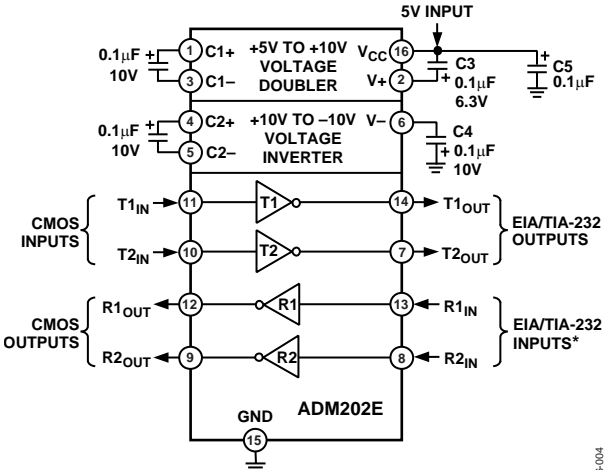 5V INPUT
0.1μF + 10V
1 C1+
3 C1–
+5V TO +10V
VOLTAGE
DOUBLER
VCC 16
V+ 2
C3
+ 0.1μF
6.3V
+ C5
0.1μF
0.1μF + 10V
4 C2+
5 C2–
+10V TO –10V
VOLTAGE
INVERTER
V– 6
C4
+ 0.1μF
10V
CMOS
INPUTS
T1IN 11 T1 14 T1OUT
T2IN 10 T2 7 T2OUT
EIA/TIA-232
OUTPUTS
CMOS
OUTPUTS
R1OUT 12 R1 13 R1IN
R2OUT 9 R2 8 R2IN
EIA/TIA-232
INPUTS*
GND
15
ADM202E